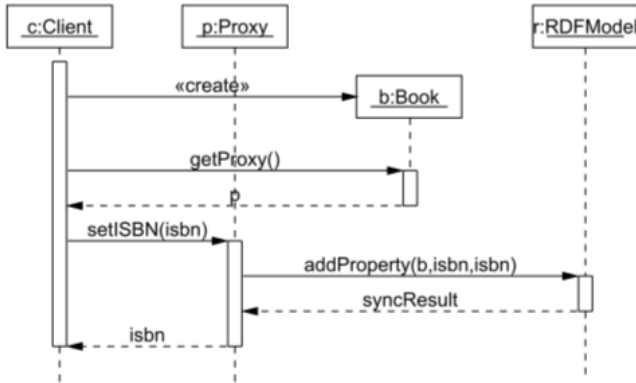 c:Client
p:Proxy
r:RDFModel
«create»
b:Book
getProxy()
p
setISBN(isbn)
addProperty(b,isbn,isbn)
syncResult
isbn